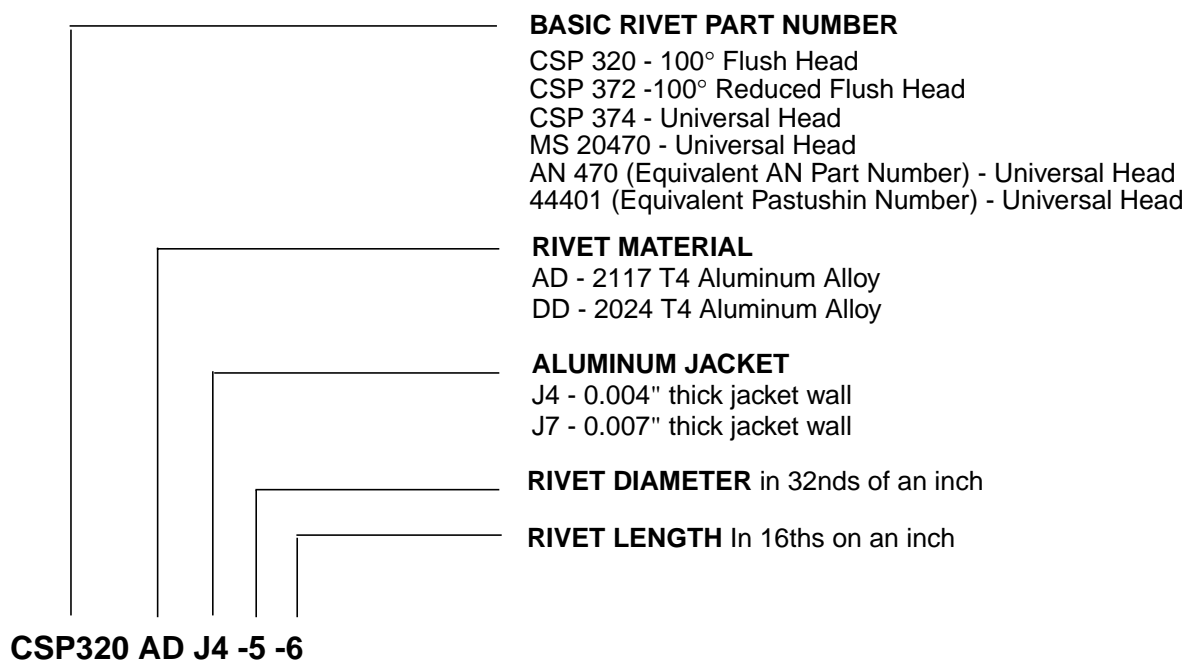 BASIC RIVET PART NUMBER
CSP 320 - 100° Flush Head
CSP 372 -100° Reduced Flush Head
CSP 374 - Universal Head
MS 20470 - Universal Head
AN 470 (Equivalent AN Part Number) - Universal Head
44401 (Equivalent Pastushin Number) - Universal Head
RIVET MATERIAL
AD - 2117 T4 Aluminum Alloy
DD - 2024 T4 Aluminum Alloy
ALUMINUM JACKET
J4 - 0.004" thick jacket wall
J7 - 0.007" thick jacket wall
RIVET DIAMETER in 32nds of an inch
RIVET LENGTH In 16ths on an inch
CSP320 AD J4 -5 -6